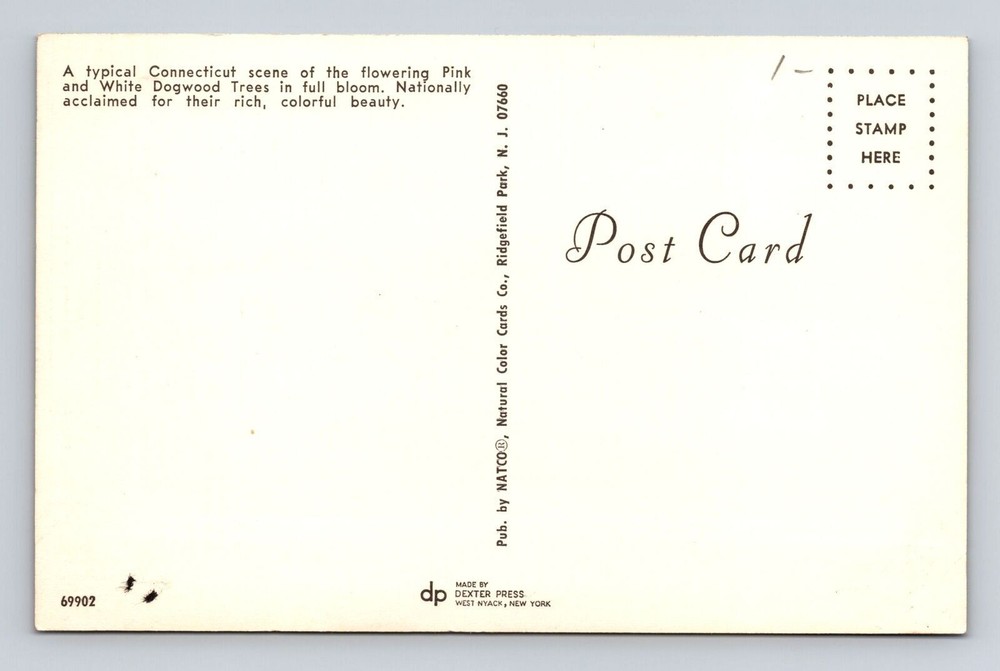 A typical Connecticut scene of the flowering Pink
and White Dogwood Trees in full bloom. Nationally
acclaimed for their rich, colorful beauty.
Pub. by NATCO®, Natural Color Cards Co., Ridgefield Park, N. J. 07660
1-
PLACE
STAMP
HERE
Post Card
69902
dp
MADE BY
DEXTER PRESS
WEST NYACK, NEW YORK